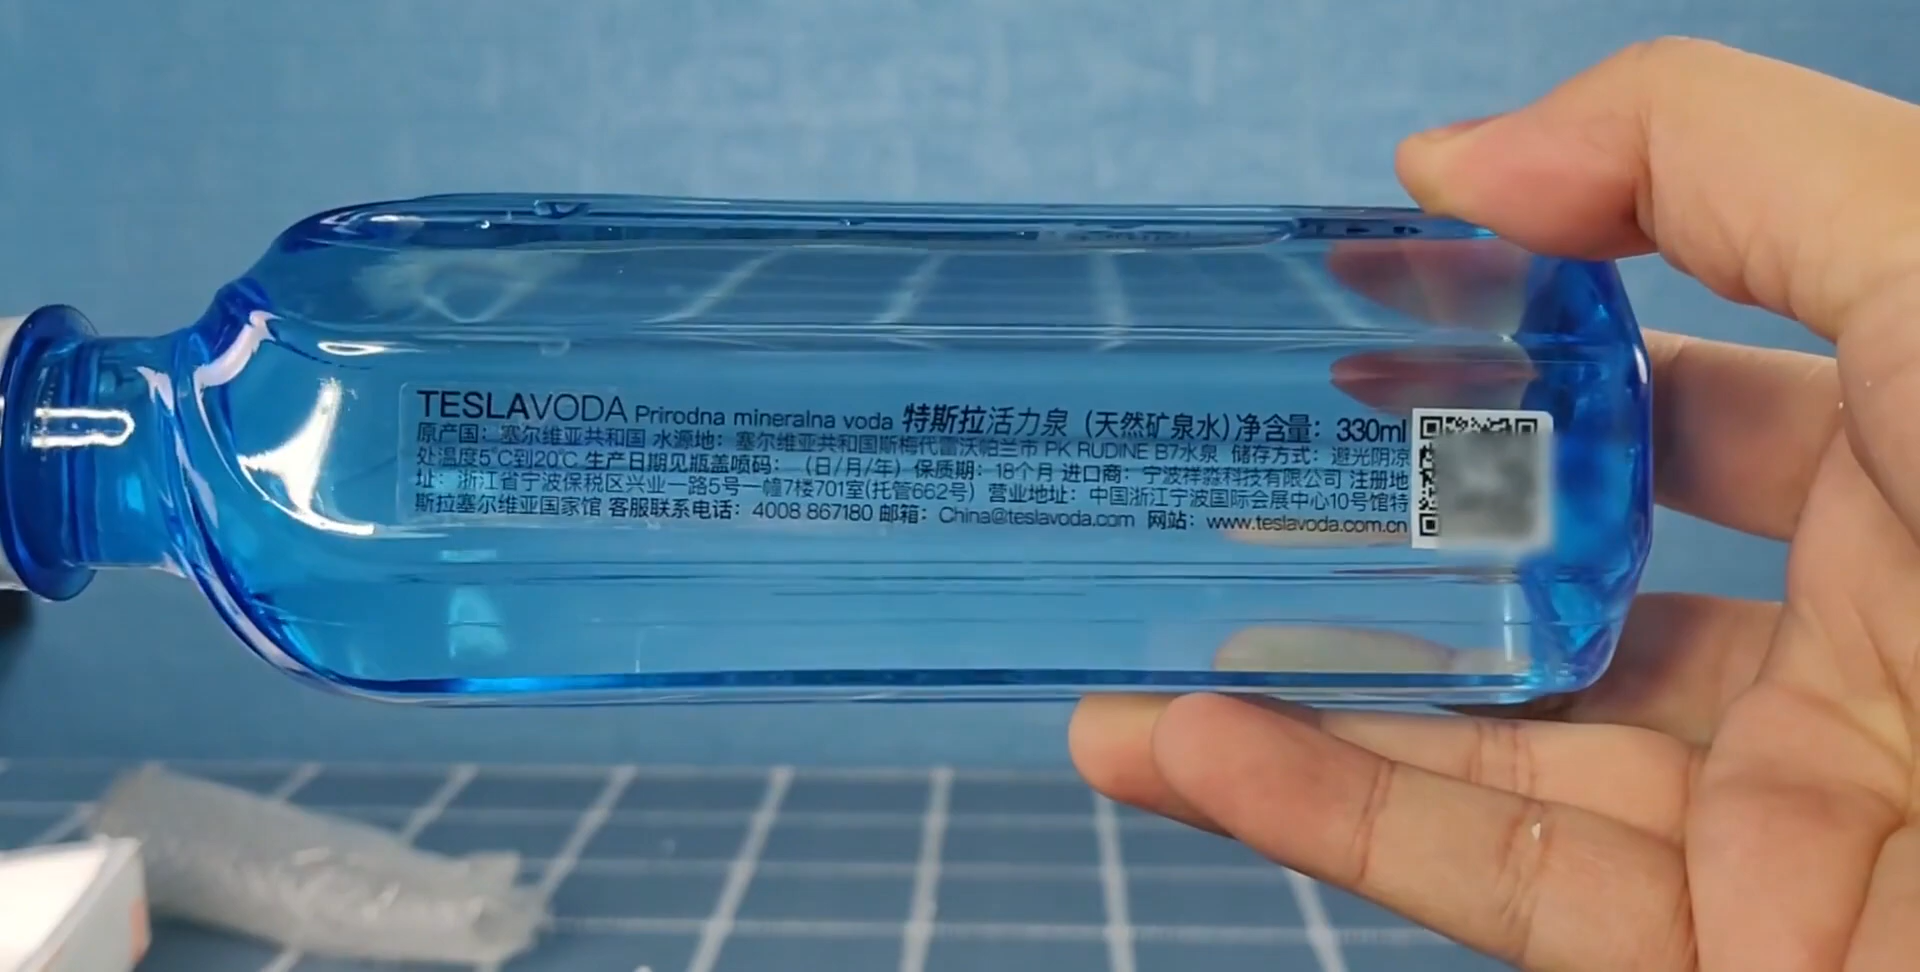 TESLAVODA Prirodna mineralna voda 特斯拉活力泉（天然矿泉水）净含量：330ml
原产国：塞尔维亚共和国 水源地：塞尔维亚共和国斯梅代雷沃帕兰市 PK RUDINE B7水泉 储存方式：避光阴凉
处温度5℃到20℃ 生产日期见瓶盖喷码：（日/月/年）保质期：18个月 进口商：宁波祥淼科技有限公司 注册地
址：浙江省宁波保税区兴业一路5号一幢7楼701室(托管662号) 营业地址：中国浙江宁波国际会展中心10号馆特
斯拉塞尔维亚国家馆 客服联系电话：4008 867180 邮箱：China@teslavoda.com 网站：www.teslavoda.com.cn